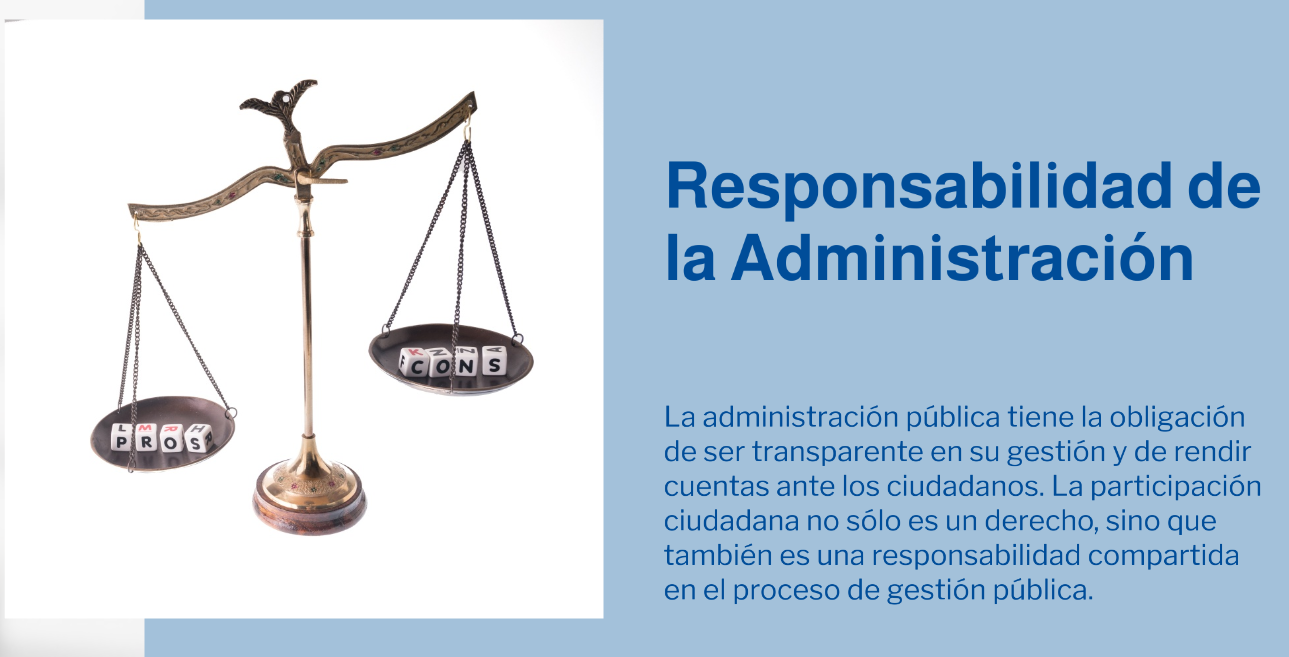 Responsabilidad de
la Administración
La administración pública tiene la obligación
de ser transparente en su gestión y de rendir
cuentas ante los ciudadanos. La participación
ciudadana no sólo es un derecho, sino que
también es una responsabilidad compartida
en el proceso de gestión pública.
K N Z A
CONS
L M R H
PROS